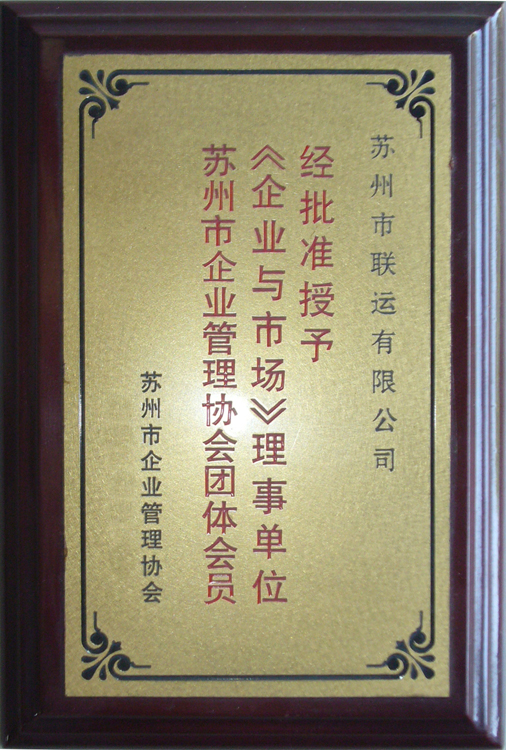 苏州市联运有限公司
经批准授予
《企业与市场》理事单位
苏州市企业管理协会团体会员
苏州市企业管理协会